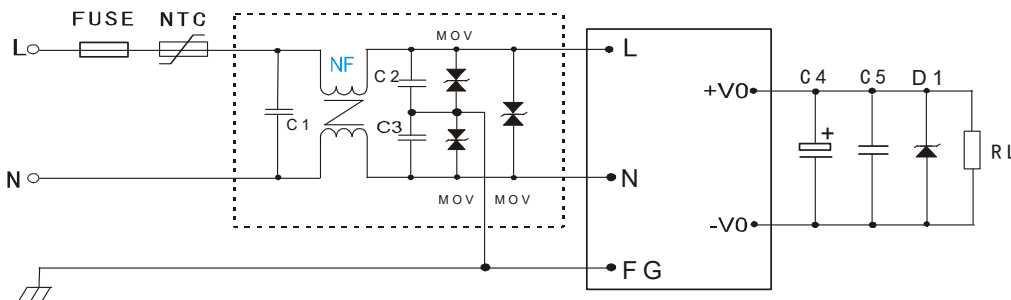 FUSE NTC
MOV
L
L
NF
C2
C4 C5 D1
+V0
C1
C3
+
RL
N
N
MOV MOV
-V0
FG